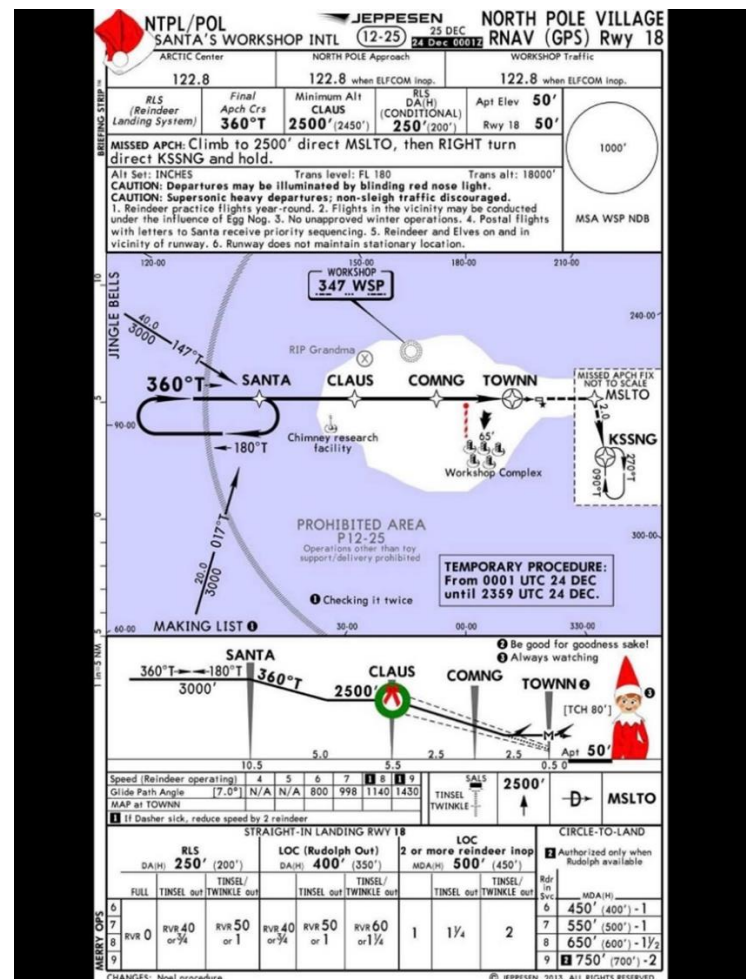 NTPL/POL
SANTA'S WORKSHOP INTL
JEPPESEN
12-25
25 DEC
24 Dec 0001Z
NORTH POLE VILLAGE
RNAV (GPS) Rwy 18
BRIEFING STRIP™
ARCTIC Center
122.8
NORTH POLE Approach
122.8 when ELFCOM inop.
WORKSHOP Traffic
122.8 when ELFCOM inop.
RLS
(Reindeer
Landing System)
Final
Apch Crs
360°T
Minimum Alt
CLAUS
2500' (2450')
RLS
DA(H)
(CONDITIONAL)
250' (200')
Apt Elev 50'
Rwy 18 50'
1000'
MSA WSP NDB
MISSED APCH: Climb to 2500' direct MSLTO, then RIGHT turn
direct KSSNG and hold.
Alt Set: INCHES Trans level: FL 180 Trans alt: 18000'
CAUTION: Departures may be illuminated by blinding red nose light.
CAUTION: Supersonic heavy departures; non-sleigh traffic discouraged.
1. Reindeer practice flights year-round. 2. Flights in the vicinity may be conducted
under the influence of Egg Nog. 3. No unapproved winter operations. 4. Postal flights
with letters to Santa receive priority sequencing. 5. Reindeer and Elves on and in
vicinity of runway. 6. Runway does not maintain stationary location.
120-00
150-00
180-00
210-00
WORKSHOP
347 WSP
JINGLE BELLS
40.0
3000
147°T
240-00
RIP Grandma
360°T
SANTA
CLAUS
COMNG
TOWNN
MISSED APCH FIX
NOT TO SCALE
MSLTO
2.0
KSSNG
270°T
090°T
90-00
180°T
Chimney research
facility
65'
Workshop Complex
017°T
20.0
3000
PROHIBITED AREA
P12-25
Operations other than toy
support/delivery prohibited
300-00
TEMPORARY PROCEDURE:
From 0001 UTC 24 DEC
until 2359 UTC 24 DEC.
1 Checking it twice
60-00
MAKING LIST 1
30-00
00-00
330-00
1 in=5 NM
2 Be good for goodness sake!
3 Always watching
SANTA
360°T
180°T
3000'
360°T
2500'
CLAUS
COMNG
TOWNN 2
[TCH 80']
3
M
Apt 50'
5.0
2.5
2.5
10.5
5.5
0.5
0
Speed (Reindeer operating) 4 5 6 7 1 8 1 9
Glide Path Angle [7.0°] N/A N/A 800 998 1140 1430
MAP at TOWNN
1 If Dasher sick, reduce speed by 2 reindeer
SALS
TINSEL
TWINKLE
2500'
D
MSLTO
STRAIGHT-IN LANDING RWY 18
CIRCLE-TO-LAND
RLS
DA(H) 250' (200')
LOC (Rudolph Out)
DA(H) 400' (350')
LOC
2 or more reindeer inop
MDA(H) 500' (450')
2 Authorized only when
Rudolph available
FULL
TINSEL out
TINSEL/
TWINKLE out
TINSEL out
TINSEL/
TWINKLE out
TINSEL out
TINSEL/
TWINKLE out
Rdr
in
Svc
MDA(H)
MERRY OPS
6
7
8
9
RVR 0
RVR 40
or 3/4
RVR 50
or 1
RVR 40
or 3/4
RVR 50
or 1
RVR 60
or 1 1/4
1
1 1/4
2
6 450' (400') - 1
7 550' (500') - 1
8 650' (600') - 1 1/2
9 2 750' (700') - 2
CHANGES: Noel procedure.
© JEPPESEN, 2013. ALL RIGHTS RESERVED.